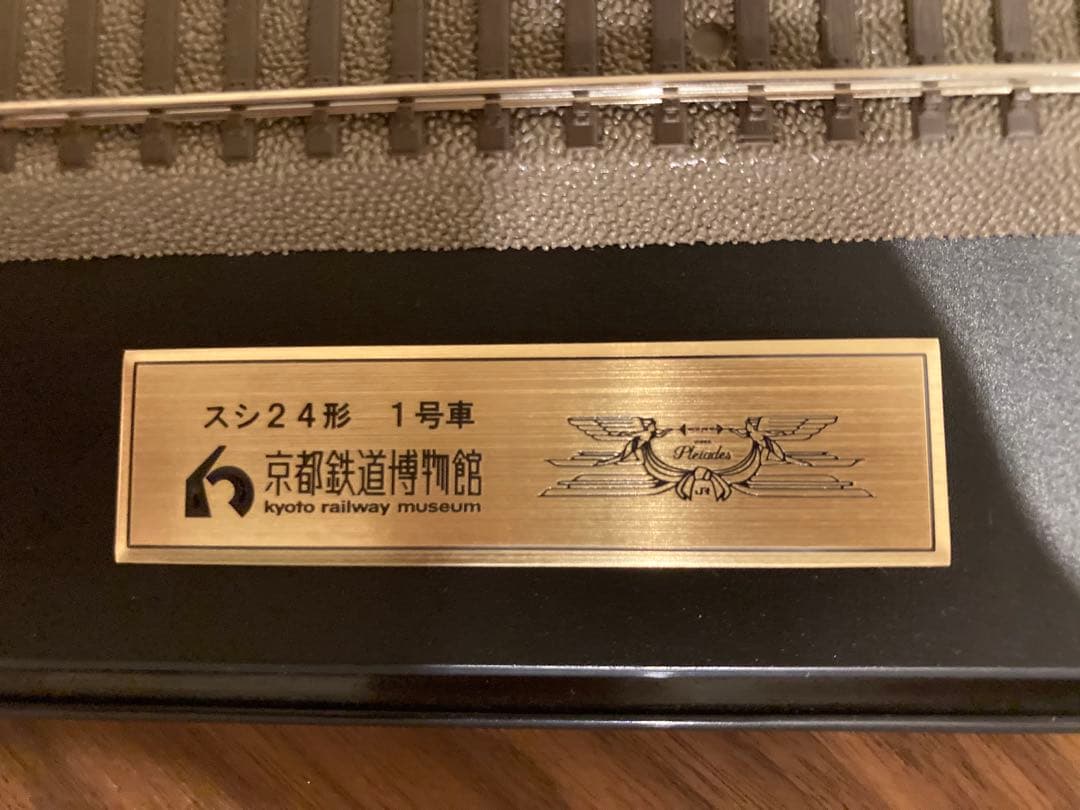 スシ24形　1号車
京都鉄道博物館
kyoto railway museum
Pleiades
JR